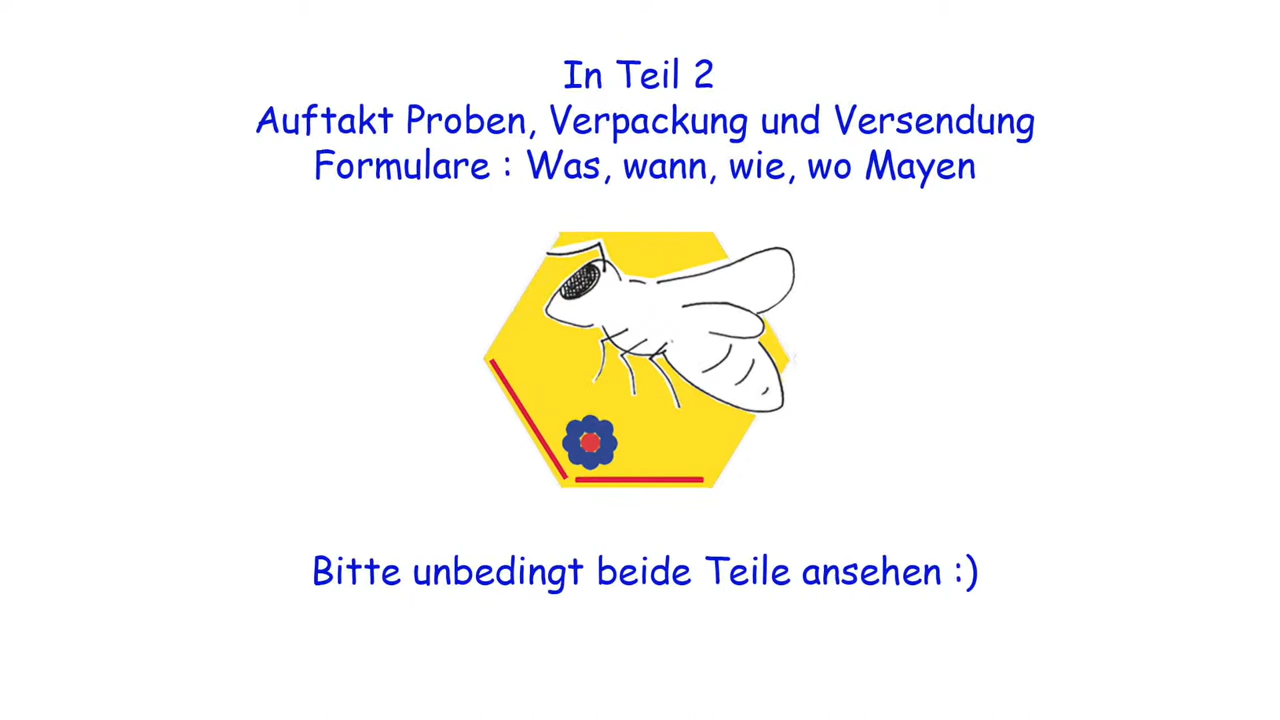 In Teil 2
Auftakt Proben, Verpackung und Versendung
Formulare : Was, wann, wie, wo Mayen
Bitte unbedingt beide Teile ansehen :)